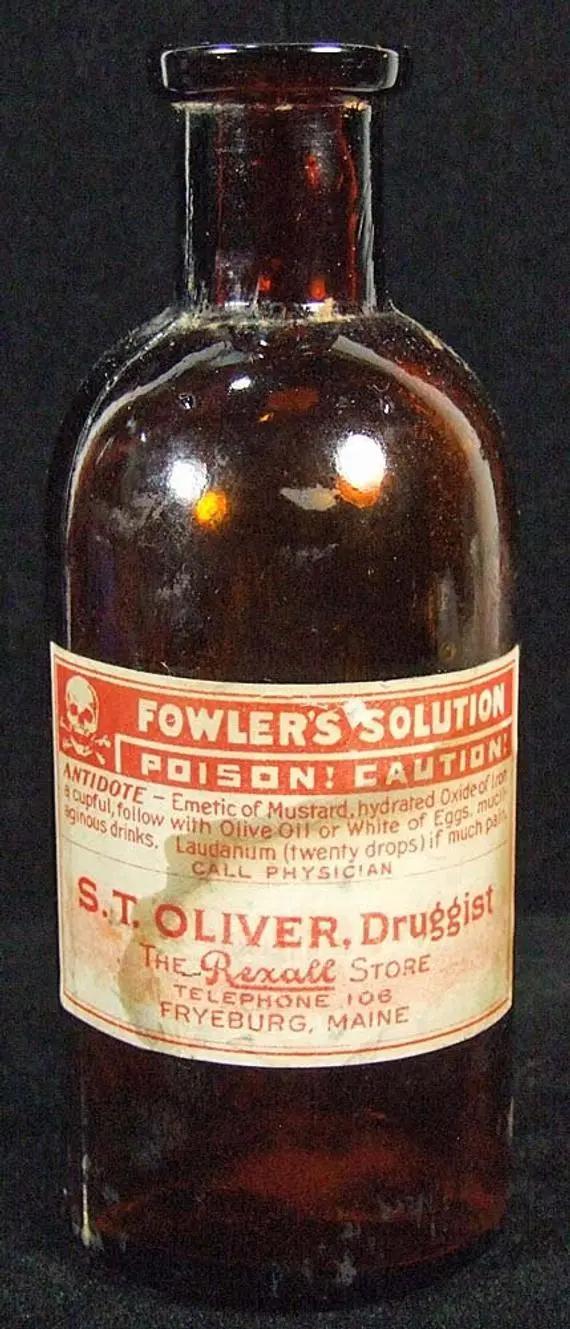 FOWLER'S SOLUTION
POISON! CAUTION!
ANTIDOTE – Emetic of Mustard, hydrated Oxide of Iron
a cupful, follow with Olive Oil or White of Eggs, mucil-
aginous drinks. Laudanum (twenty drops) if much pain.
CALL PHYSICIAN
S.T. OLIVER, Druggist
THE Rexall STORE
TELEPHONE 106
FRYEBURG, MAINE